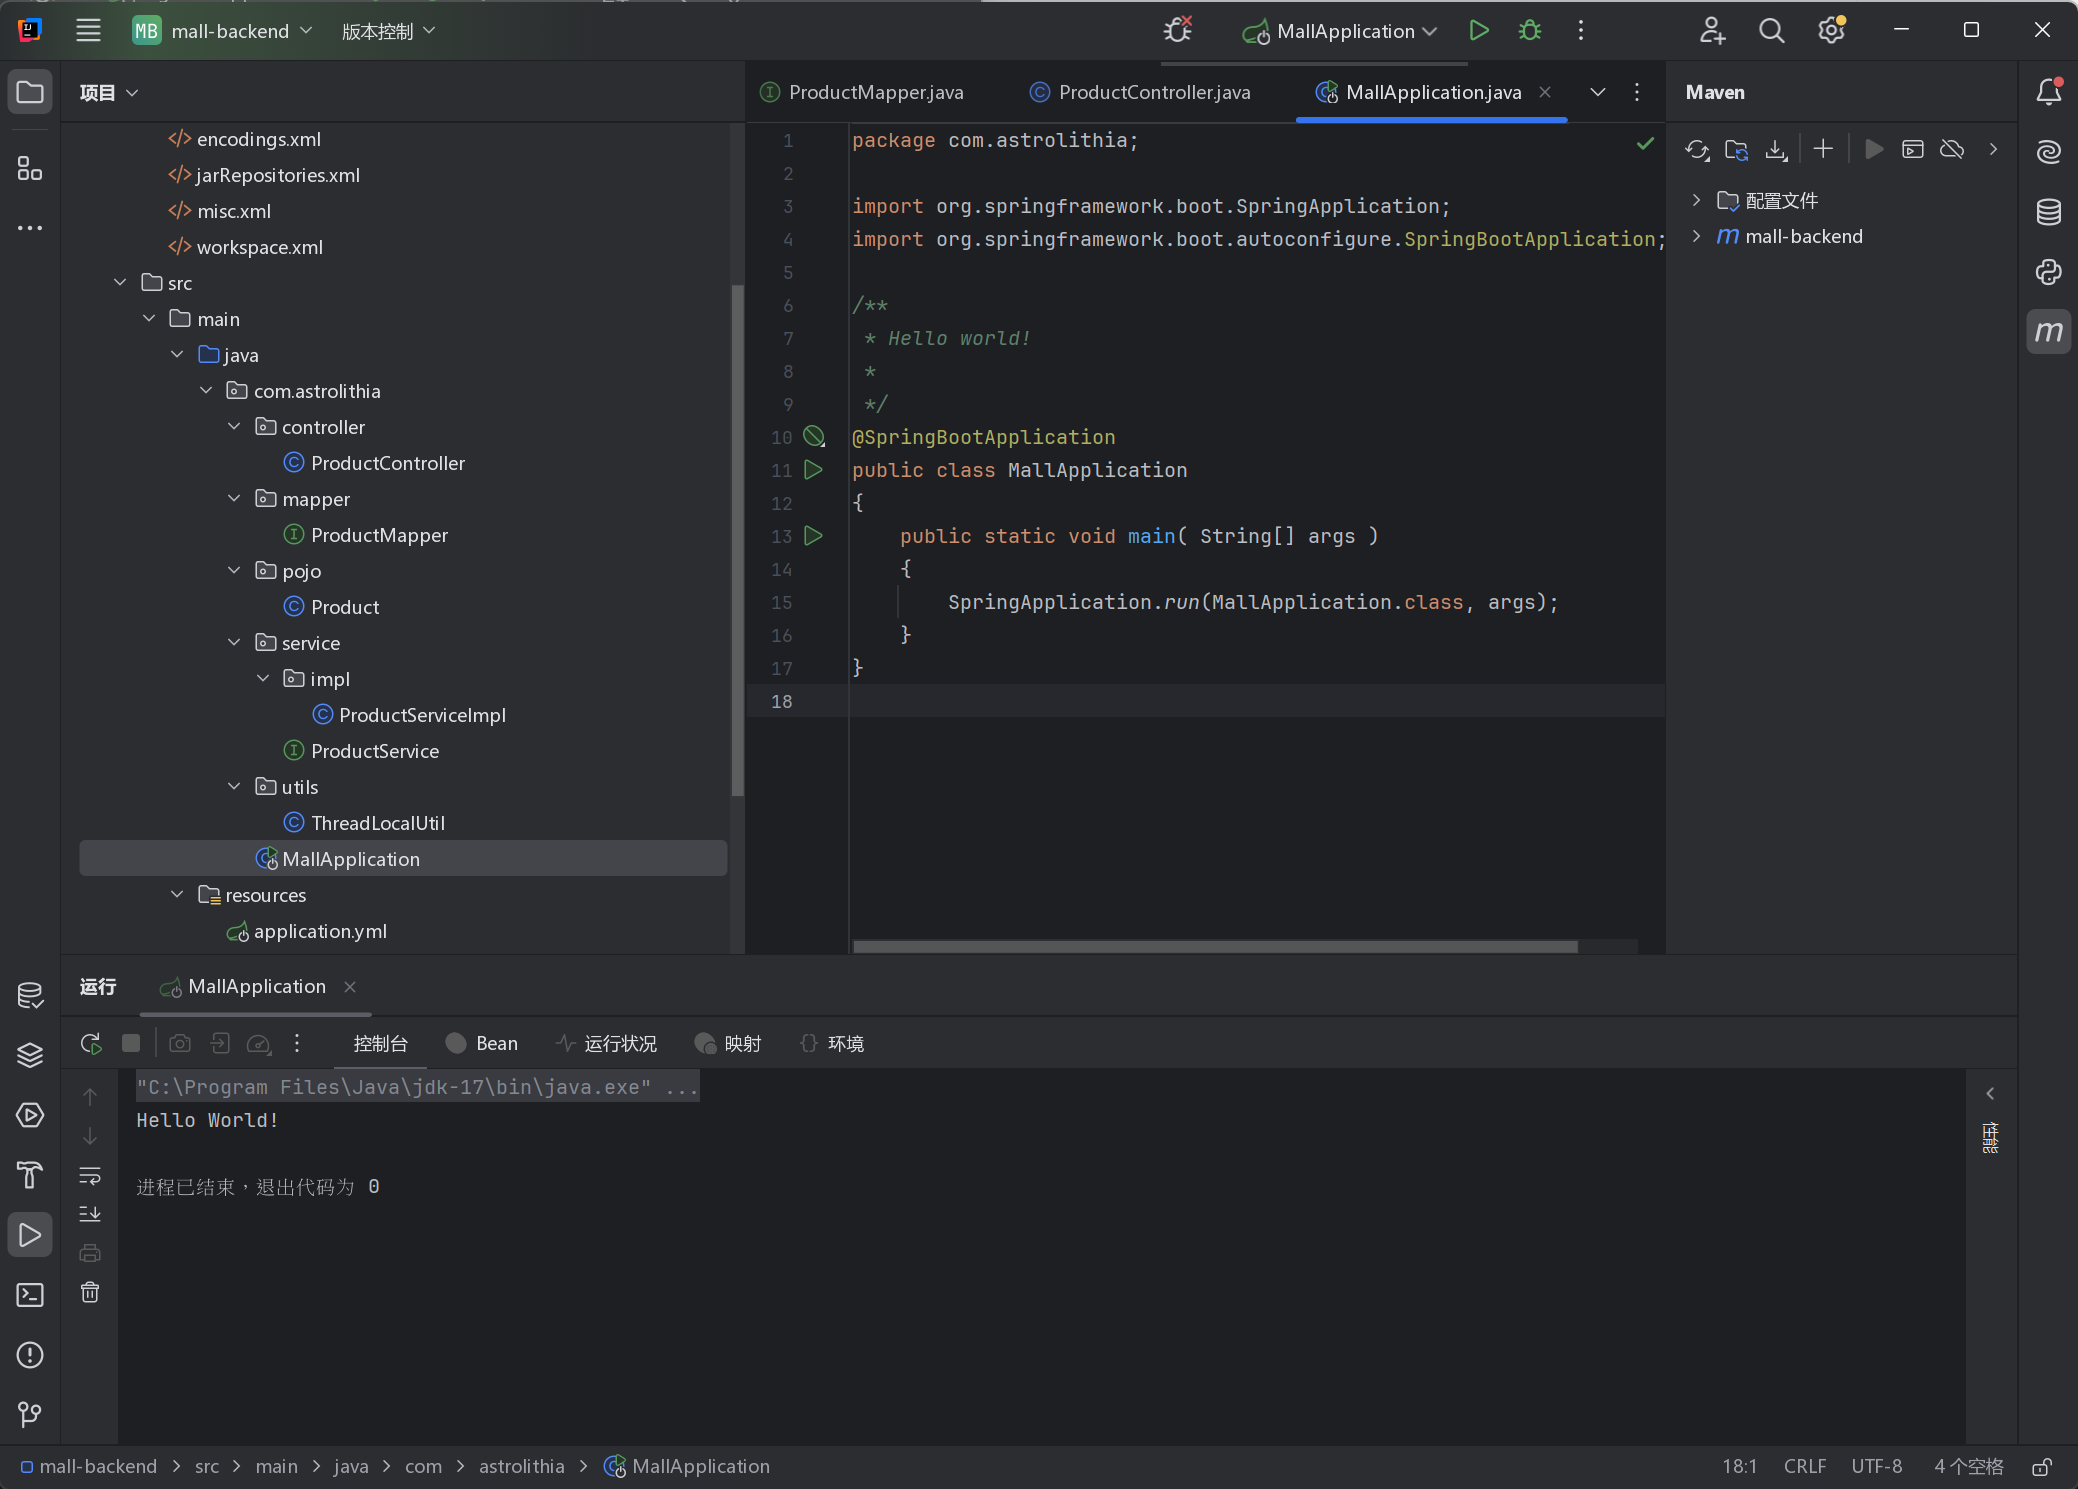 MB mall-backend 版本控制 MallApplication
项目
encodings.xml
jarRepositories.xml
misc.xml
workspace.xml
src
main
java
com.astrolithia
controller
ProductController
mapper
ProductMapper
pojo
Product
service
impl
ProductServiceImpl
ProductService
utils
ThreadLocalUtil
MallApplication
resources
application.yml
ProductMapper.java ProductController.java MallApplication.java
1 package com.astrolithia;
2
3 import org.springframework.boot.SpringApplication;
4 import org.springframework.boot.autoconfigure.SpringBootApplication;
5
6 /**
7  * Hello world!
8  *
9  */
10 @SpringBootApplication
11 public class MallApplication
12 {
13     public static void main( String[] args )
14     {
15         SpringApplication.run(MallApplication.class, args);
16     }
17 }
18
Maven
配置文件
m mall-backend
m
运行 MallApplication
控制台 Bean 运行状况 映射 环境
"C:\Program Files\Java\jdk-17\bin\java.exe" ...
Hello World!
进程已结束，退出代码为 0
性能
mall-backend > src > main > java > com > astrolithia > MallApplication
18:1 CRLF UTF-8 4 个空格